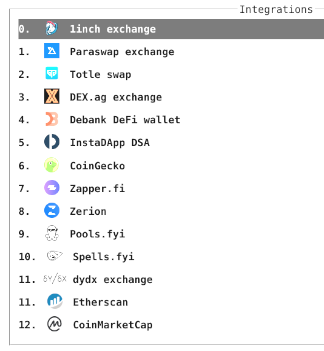 Integrations
0. 1inch exchange
1. Paraswap exchange
2. Totle swap
3. DEX.ag exchange
4. Debank DeFi wallet
5. InstaDApp DSA
6. CoinGecko
7. Zapper.fi
8. Zerion
9. Pools.fyi
10. Spells.fyi
11. δy/δx dydx exchange
11. Etherscan
12. CoinMarketCap